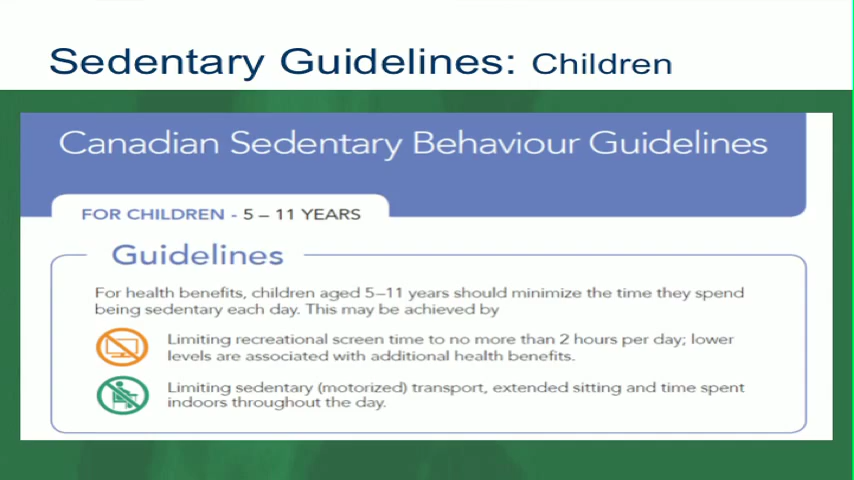 Sedentary Guidelines: Children
Canadian Sedentary Behaviour Guidelines
FOR CHILDREN - 5 – 11 YEARS
Guidelines
For health benefits, children aged 5–11 years should minimize the time they spend
being sedentary each day. This may be achieved by
Limiting recreational screen time to no more than 2 hours per day; lower
levels are associated with additional health benefits.
Limiting sedentary (motorized) transport, extended sitting and time spent
indoors throughout the day.